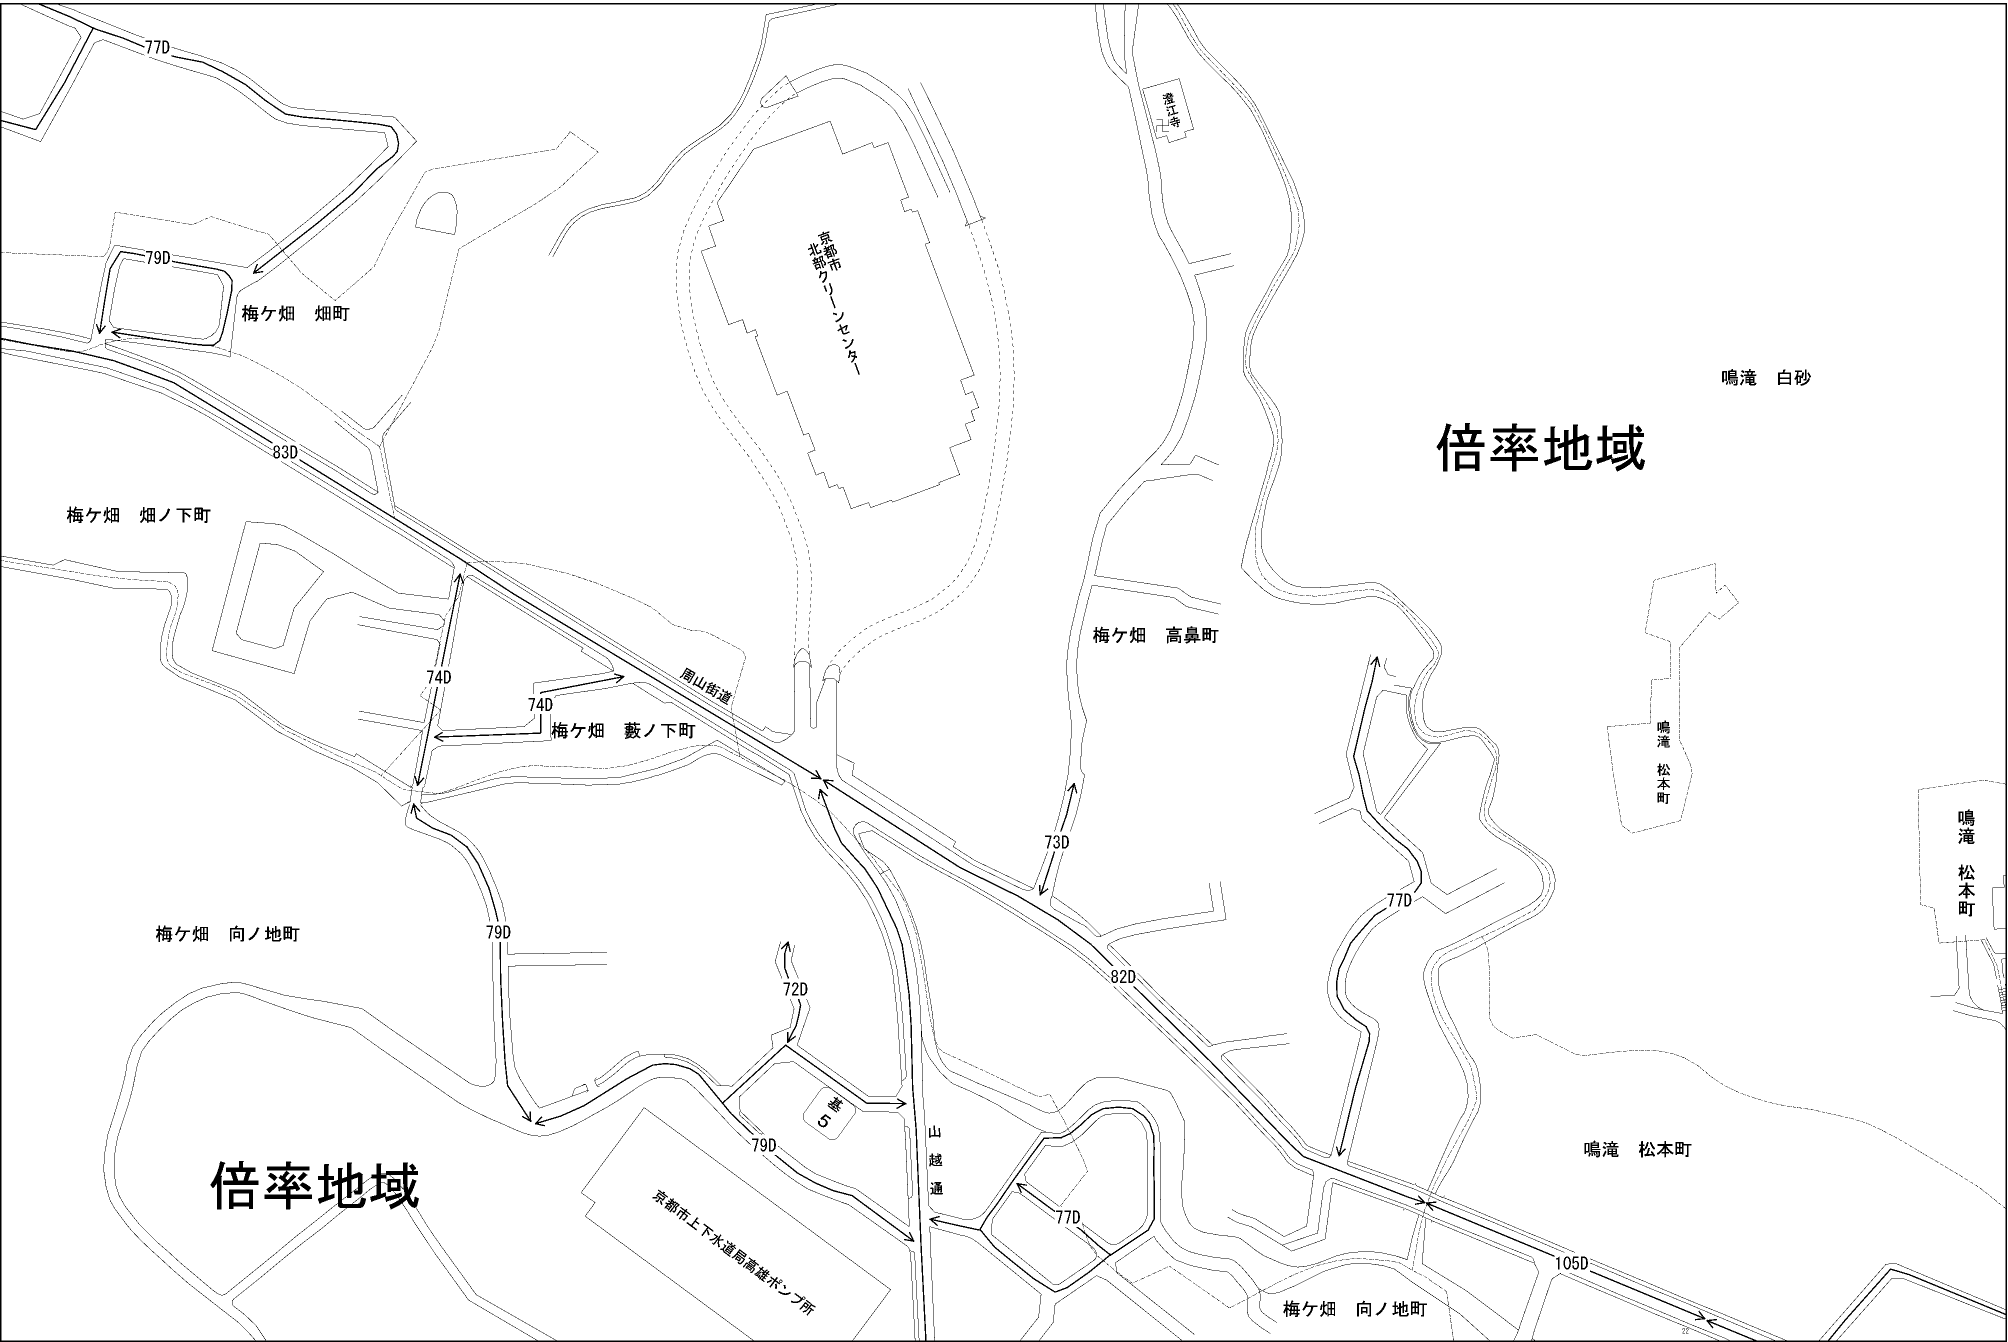 77D
澄江寺
79D
京都市
北部クリーンセンター
梅ケ畑　畑町
鳴滝　白砂
倍率地域
83D
梅ケ畑　畑ノ下町
梅ケ畑　高鼻町
74D
周山街道
74D
梅ケ畑　藪ノ下町
鳴滝　松本町
鳴滝　松本町
73D
77D
79D
梅ケ畑　向ノ地町
82D
72D
基
5
79D
山越通
鳴滝　松本町
倍率地域
77D
京都市上下水道局高雄ポンプ所
105D
梅ケ畑　向ノ地町
22